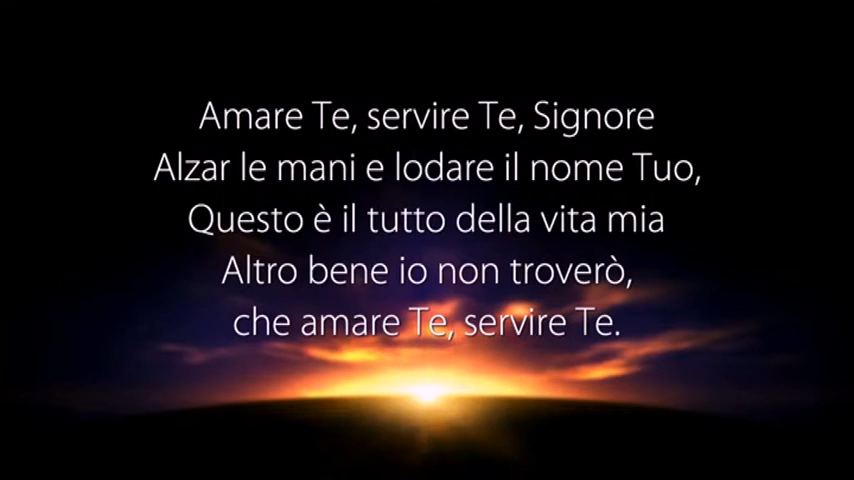 Amare Te, servire Te, Signore
Alzar le mani e lodare il nome Tuo,
Questo è il tutto della vita mia
Altro bene io non troverò,
che amare Te, servire Te.